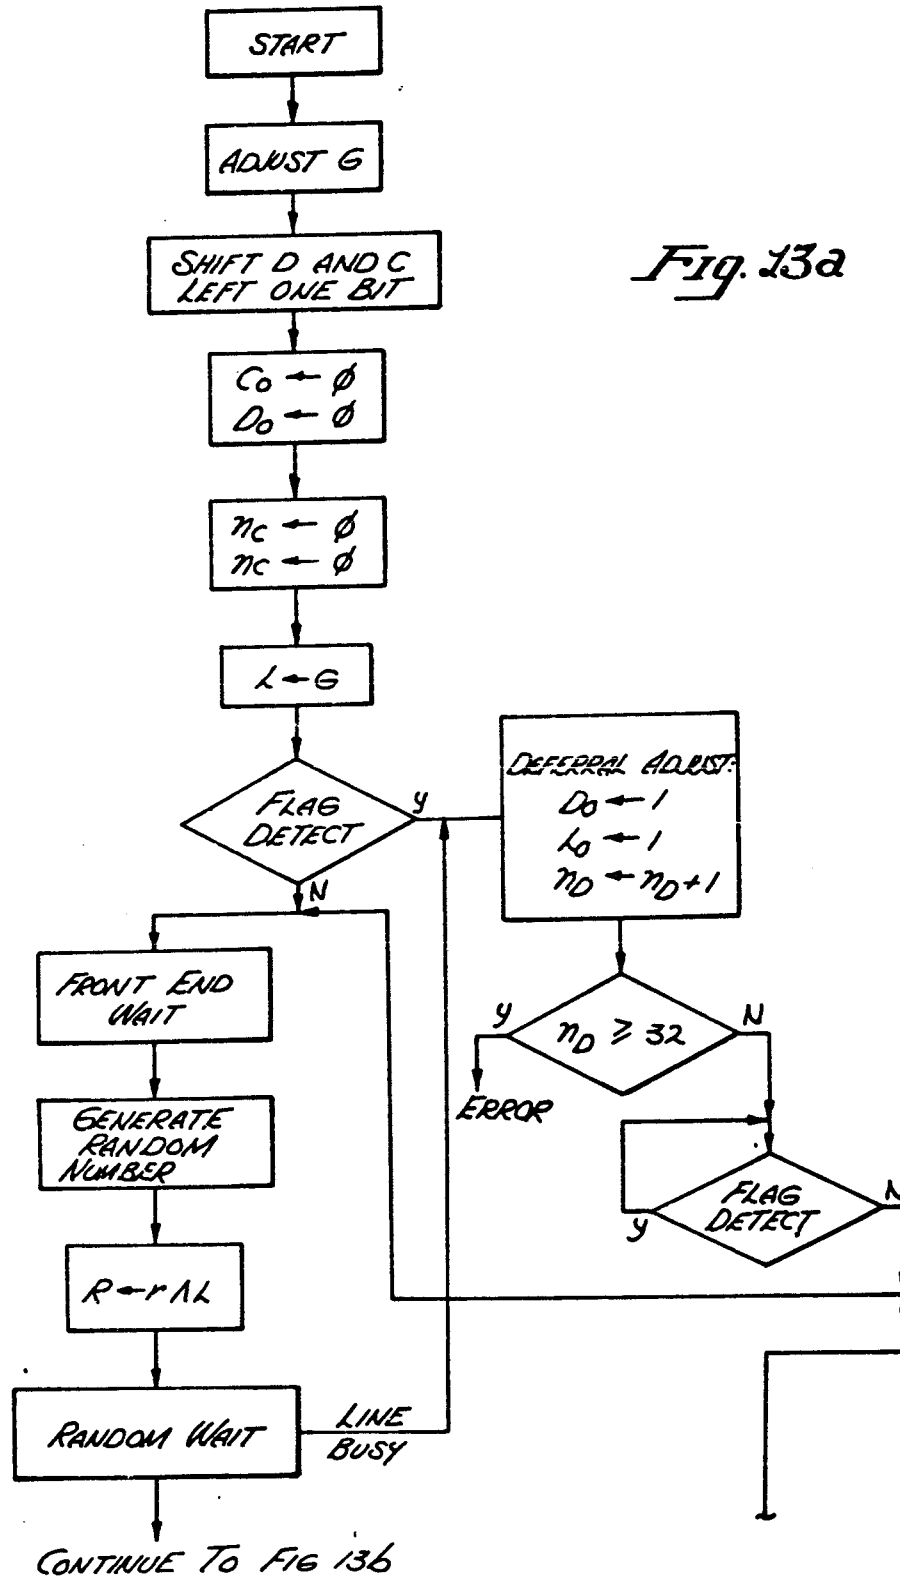 START
ADJUST G
SHIFT D AND C
LEFT ONE BIT
Fig. 13a
C0 ← ∅
D0 ← ∅
nC ← ∅
nC ← ∅
L ← G
FLAG
DETECT
Y
N
DEFERRAL ADJUST:
D0 ← 1
L0 ← 1
nD ← nD+1
FRONT END
WAIT
Y
nD ≥ 32
N
ERROR
GENERATE
RANDOM
NUMBER
FLAG
DETECT
Y
R ← r ∧ L
RANDOM WAIT
LINE
BUSY
CONTINUE TO FIG 13b